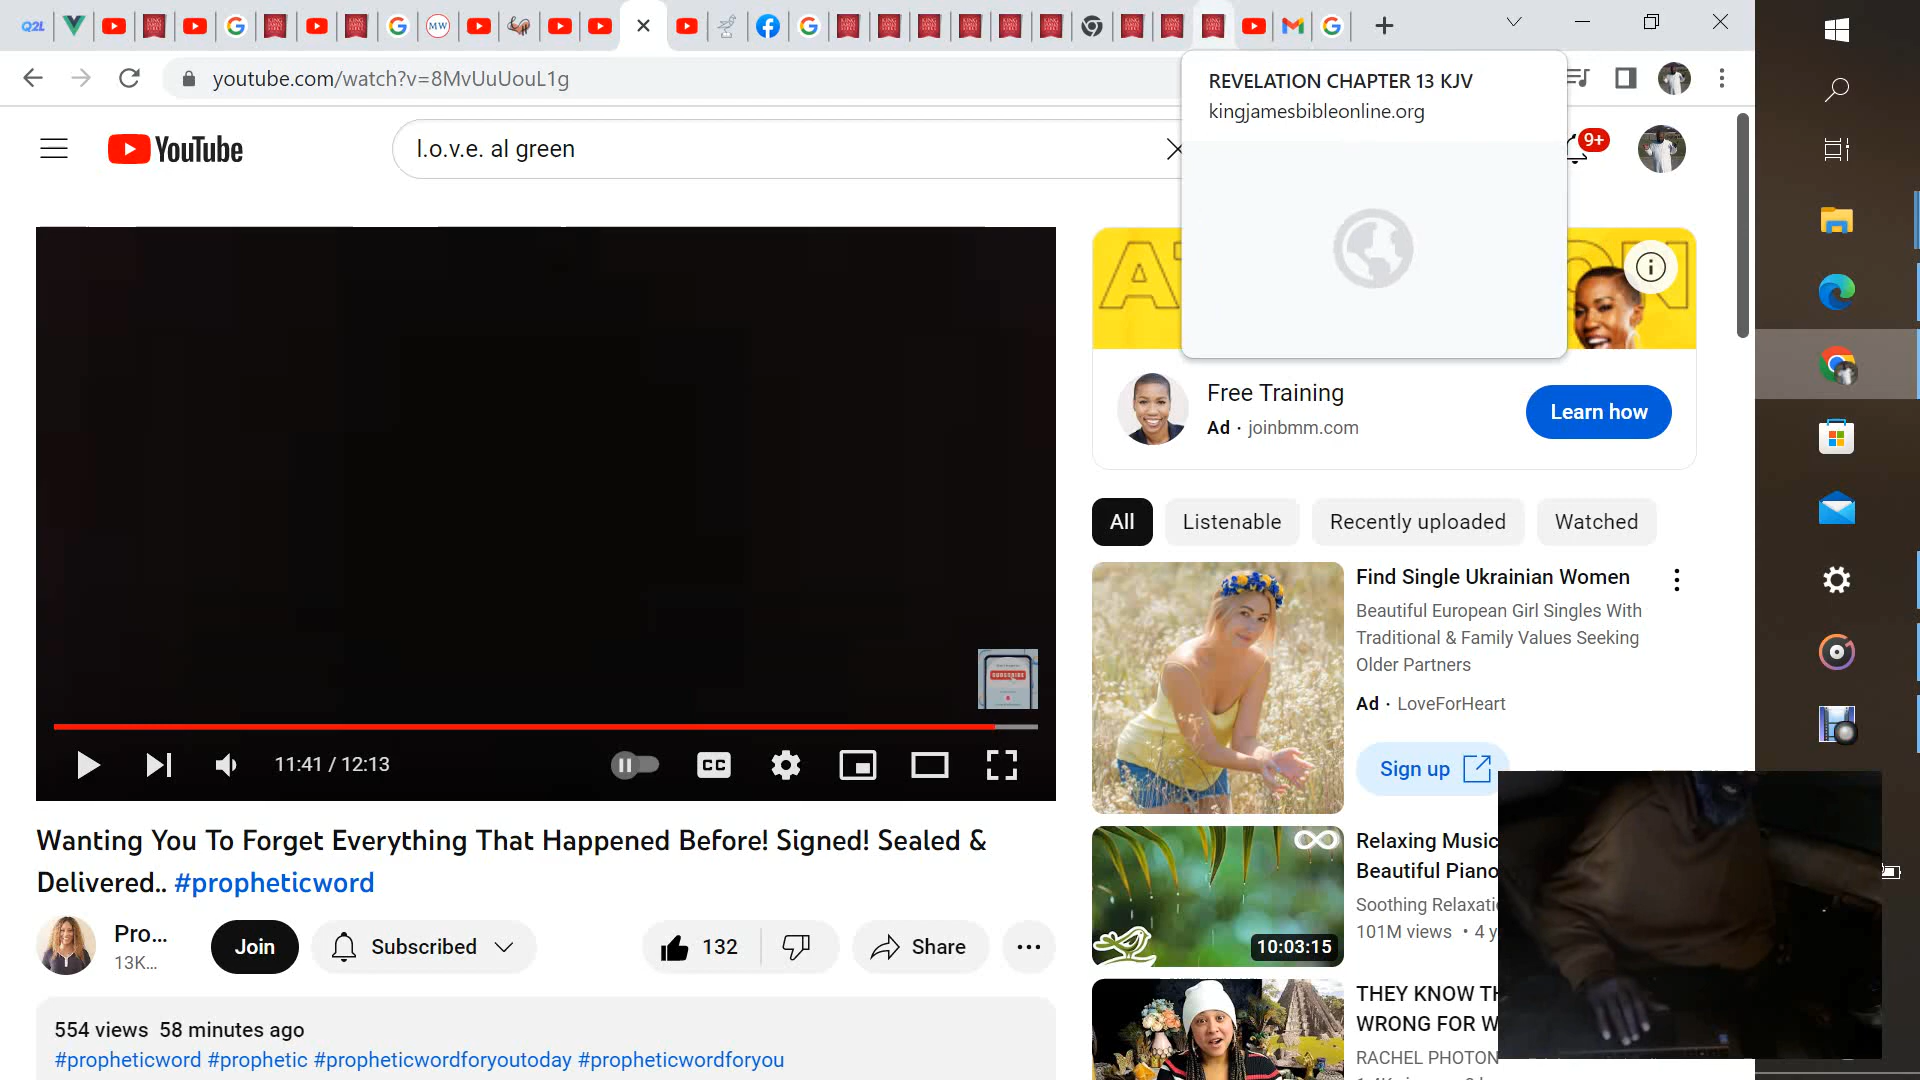 Q2L
MW
youtube.com/watch?v=8MvUuUouL1g
REVELATION CHAPTER 13 KJV
kingjamesbibleonline.org
YouTube
l.o.v.e. al green
9+
Free Training
Ad · joinbmm.com
Learn how
All
Listenable
Recently uploaded
Watched
Find Single Ukrainian Women
Beautiful European Girl Singles With
Traditional & Family Values Seeking
Older Partners
Ad · LoveForHeart
Sign up
SUBSCRIBE
11:41 / 12:13
CC
Wanting You To Forget Everything That Happened Before! Signed! Sealed &
Delivered.. #propheticword
Pro...
13K...
Join
Subscribed
132
Share
554 views 58 minutes ago
#propheticword #prophetic #propheticwordforyoutoday #propheticwordforyou
Relaxing Music
Beautiful Piano
Soothing Relaxati
101M views • 4 y
10:03:15
THEY KNOW TH
WRONG FOR W
RACHEL PHOTON